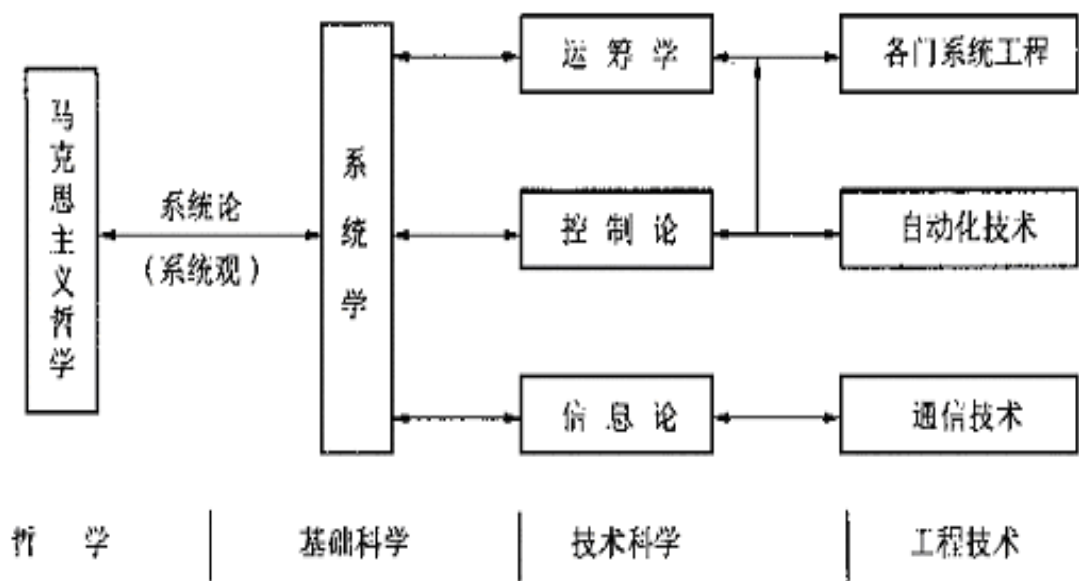 马克思主义哲学
系统论
（系统观）
系统学
运筹学
控制论
信息论
各门系统工程
自动化技术
通信技术
哲学
基础科学
技术科学
工程技术